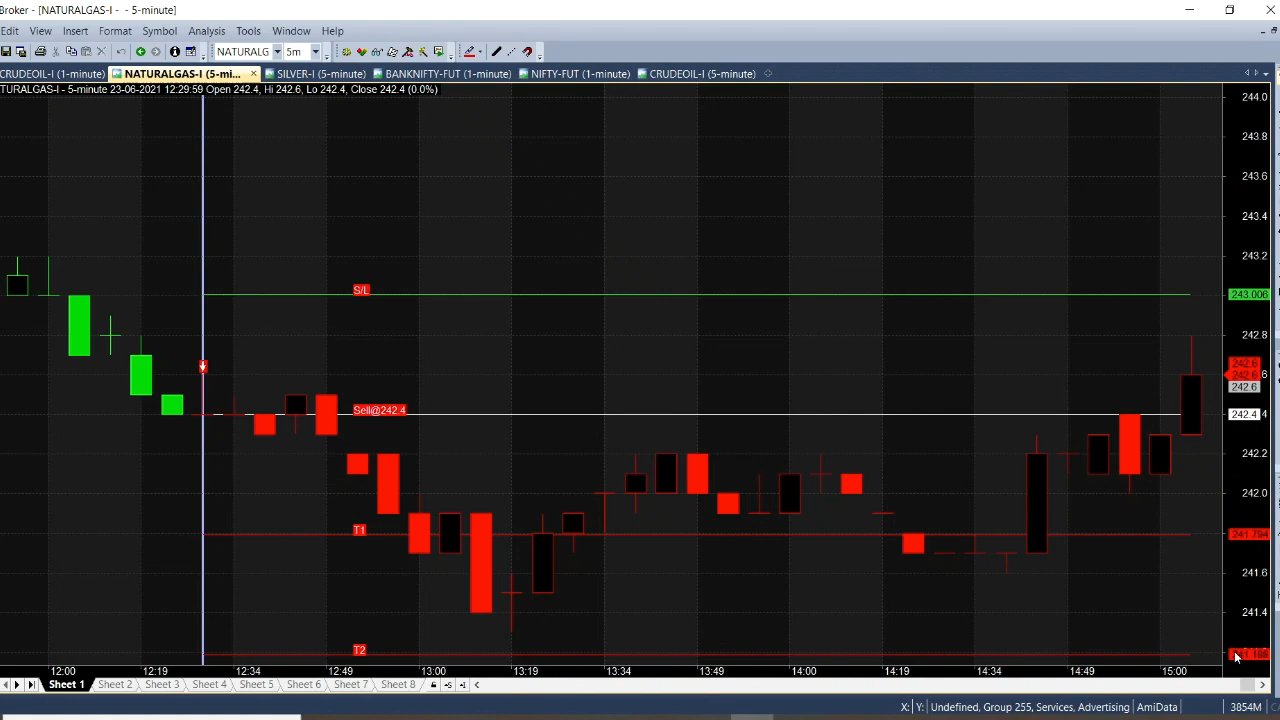 Broker - [NATURALGAS-I - - 5-minute]
Edit View Insert Format Symbol Analysis Tools Window Help
NATURALG 5m
CRUDEOIL-I (1-minute) NATURALGAS-I (5-mi... × SILVER-I (5-minute) BANKNIFTY-FUT (1-minute) NIFTY-FUT (1-minute) CRUDEOIL-I (5-minute)
TURALGAS-I - 5-minute 23-06-2021 12:29:59 Open 242.4, Hi 242.6, Lo 242.4, Close 242.4 (0.0%)
244.0
243.8
243.6
243.4
243.2
S/L
243.006
242.8
242.6
242.6
242.6
Sell@242.4
242.4
242.2
242.0
T1
241.794
241.6
241.4
T2
12:00 12:19 12:34 12:49 13:00 13:19 13:34 13:49 14:00 14:19 14:34 14:49 15:00
Sheet 1 Sheet 2 Sheet 3 Sheet 4 Sheet 5 Sheet 6 Sheet 7 Sheet 8
X: Y: Undefined, Group 255, Services, Advertising AmiData 3854M